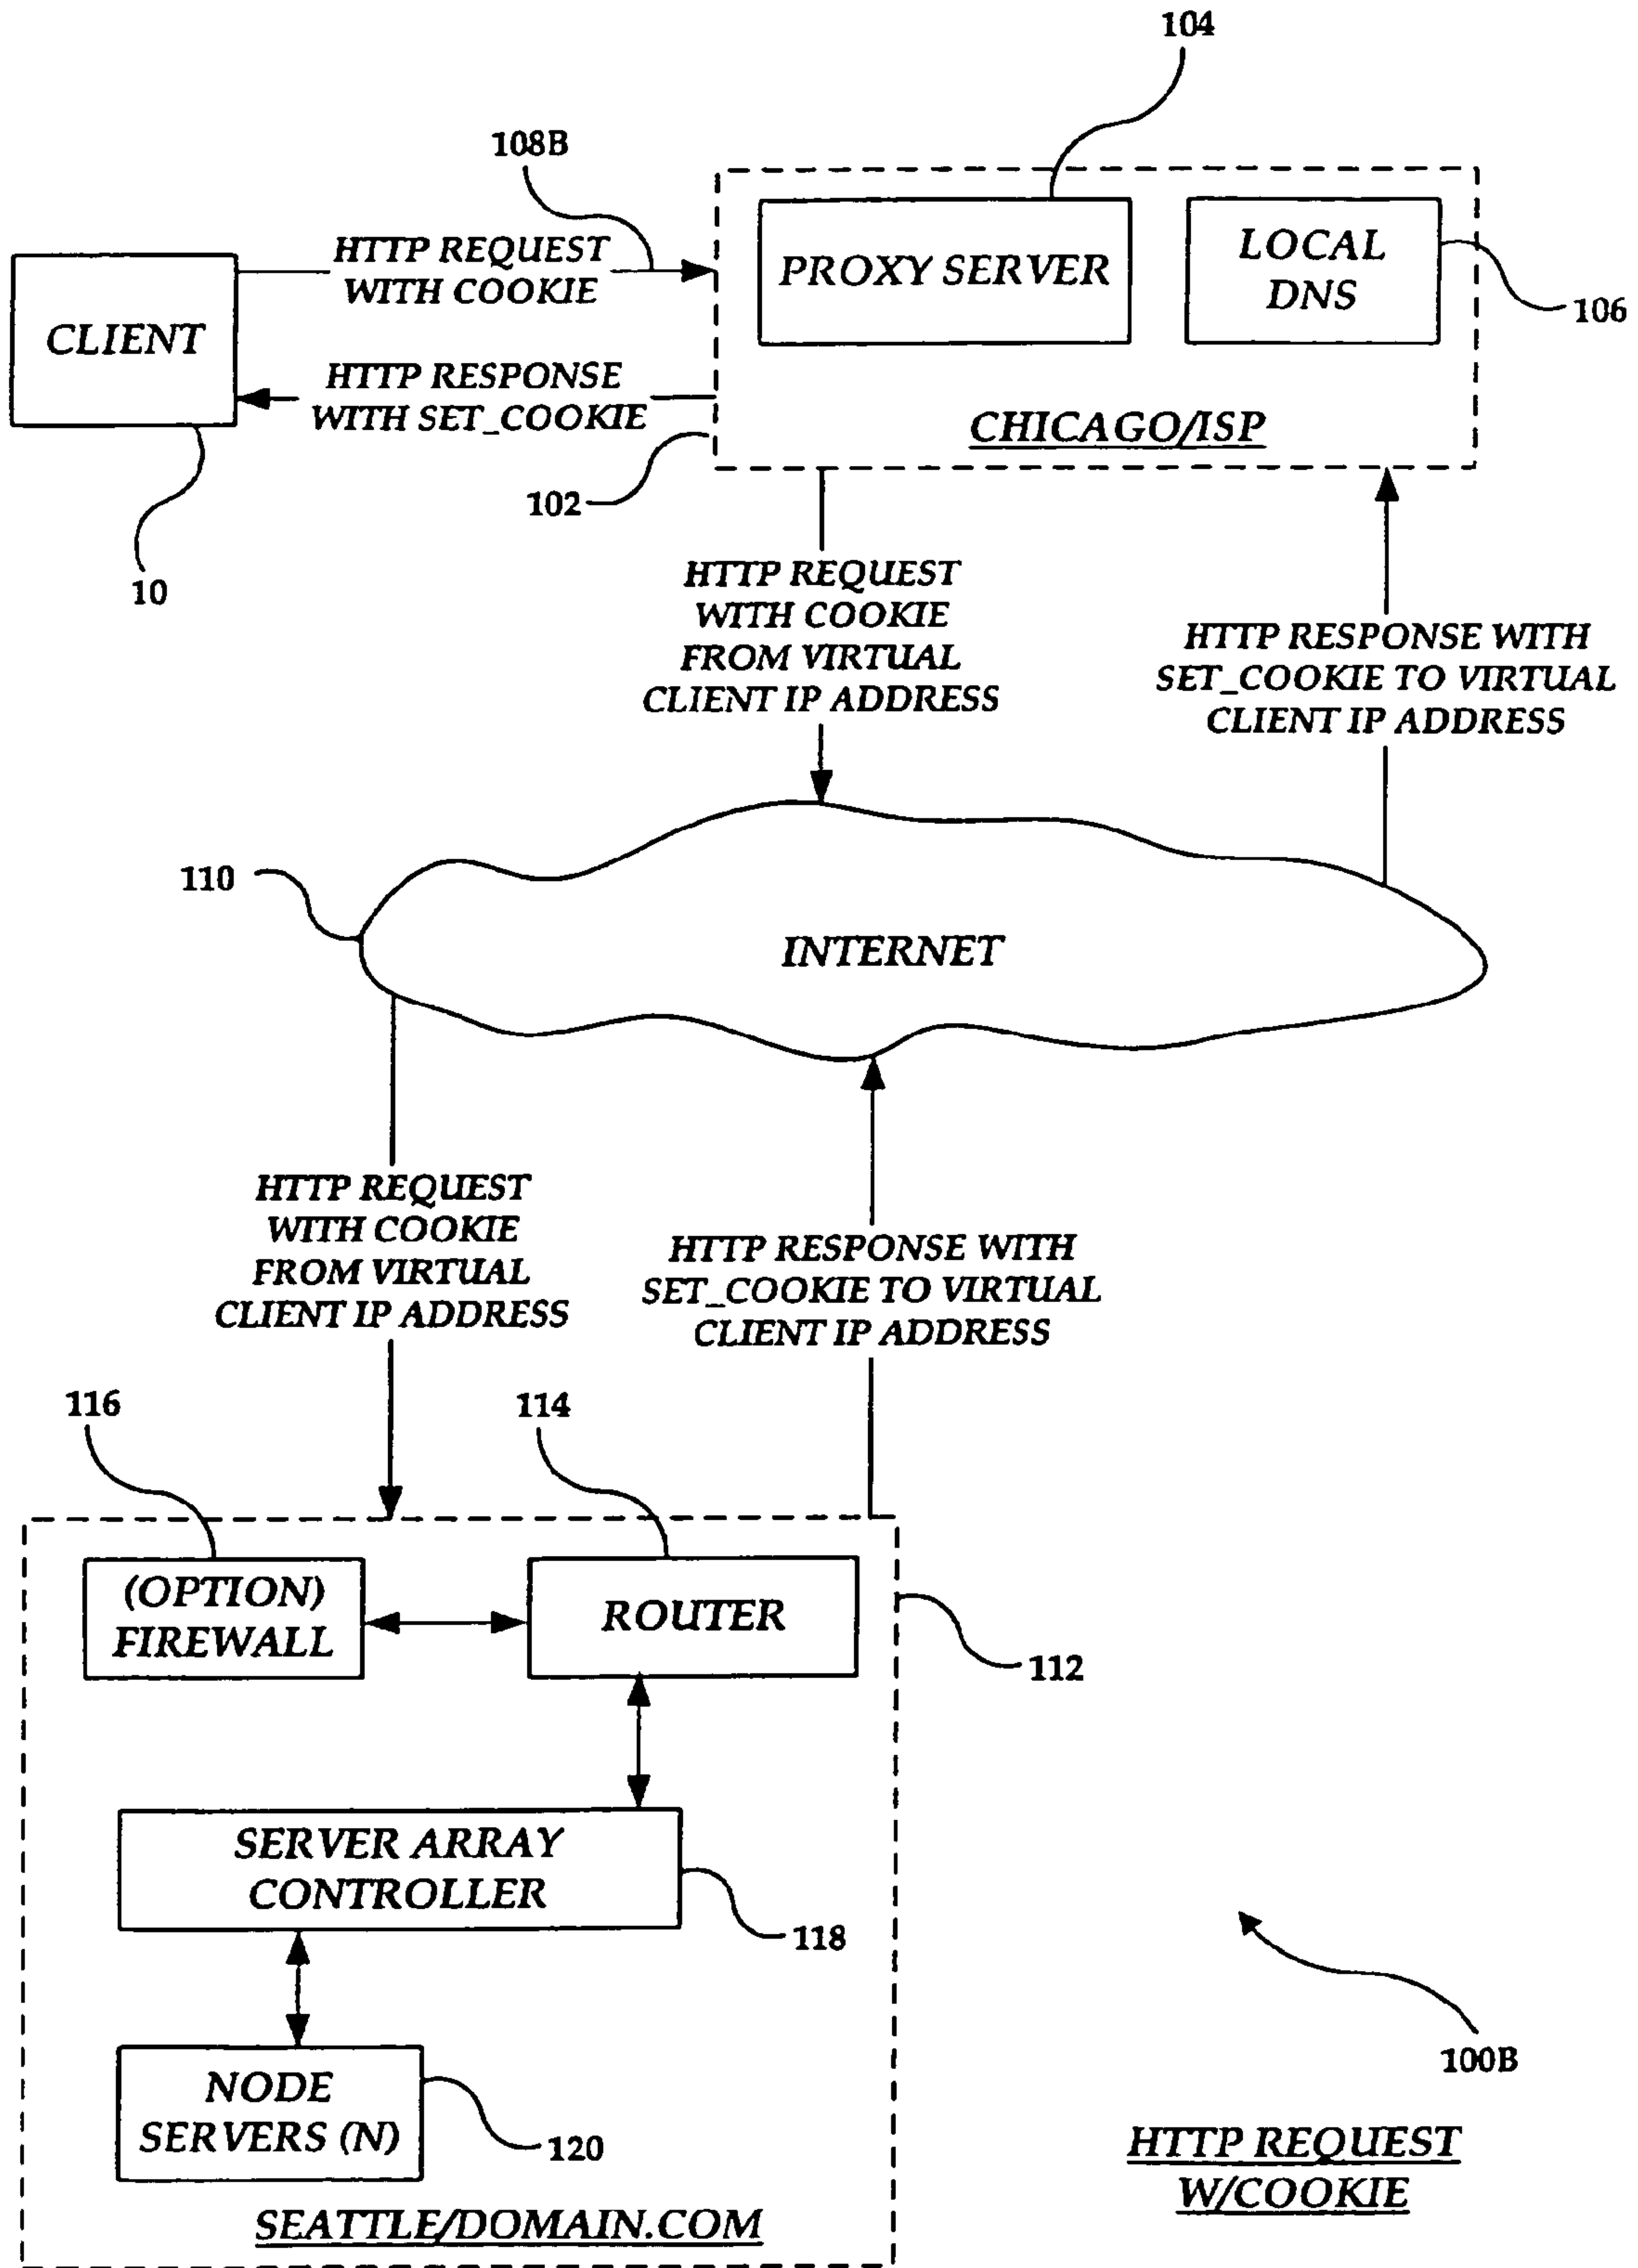 104
108B
HTTP REQUEST
WITH COOKIE
PROXY SERVER
LOCAL
DNS
106
CLIENT
HTTP RESPONSE
WITH SET_COOKIE
CHICAGO/ISP
102
10
HTTP REQUEST
WITH COOKIE
FROM VIRTUAL
CLIENT IP ADDRESS
HTTP RESPONSE WITH
SET_COOKIE TO VIRTUAL
CLIENT IP ADDRESS
110
INTERNET
HTTP REQUEST
WITH COOKIE
FROM VIRTUAL
CLIENT IP ADDRESS
HTTP RESPONSE WITH
SET_COOKIE TO VIRTUAL
CLIENT IP ADDRESS
116
114
(OPTION)
FIREWALL
ROUTER
112
SERVER ARRAY
CONTROLLER
118
NODE
SERVERS (N)
120
SEATTLE/DOMAIN.COM
100B
HTTP REQUEST
W/COOKIE